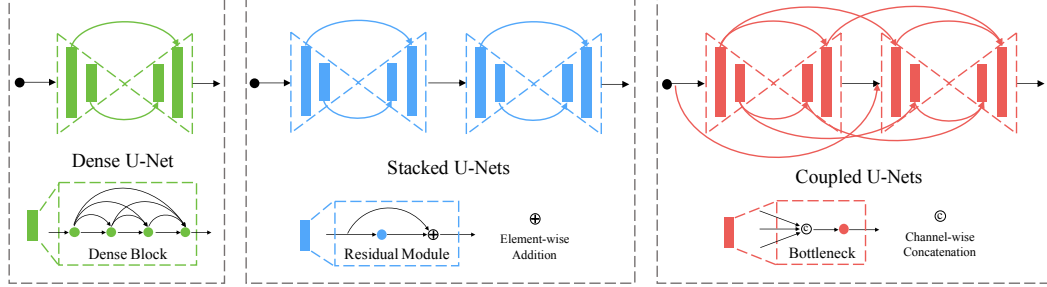 Dense U-Net
Dense Block
Stacked U-Nets
Residual Module
Element-wise
Addition
Coupled U-Nets
C
Bottleneck
C
Channel-wise
Concatenation